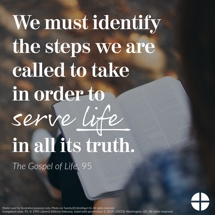 We must identify
the steps we are
called to take
in order to
serve life
in all its truth.
The Gospel of Life, 95